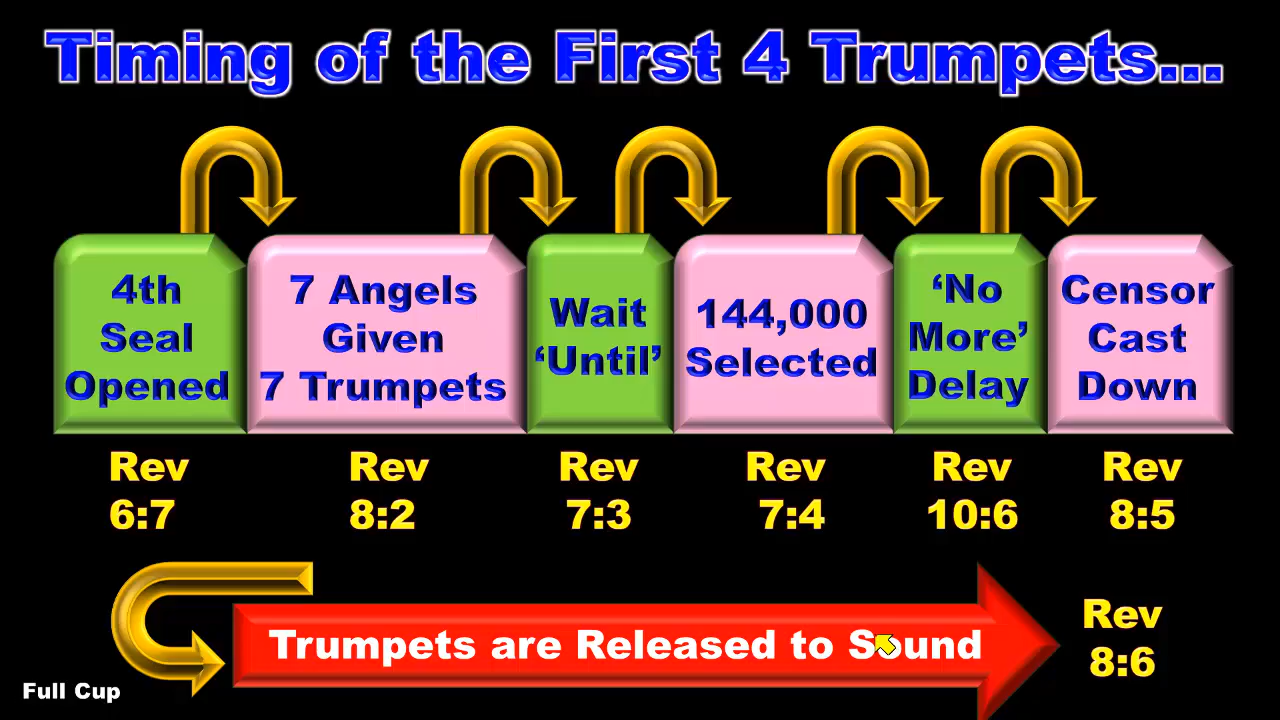 Timing of the First 4 Trumpets...
4th
Seal
Opened
7 Angels
Given
7 Trumpets
Wait
‘Until’
144,000
Selected
‘No
More’
Delay
Censor
Cast
Down
Rev
6:7
Rev
8:2
Rev
7:3
Rev
7:4
Rev
10:6
Rev
8:5
Trumpets are Released to Sound
Rev
8:6
Full Cup